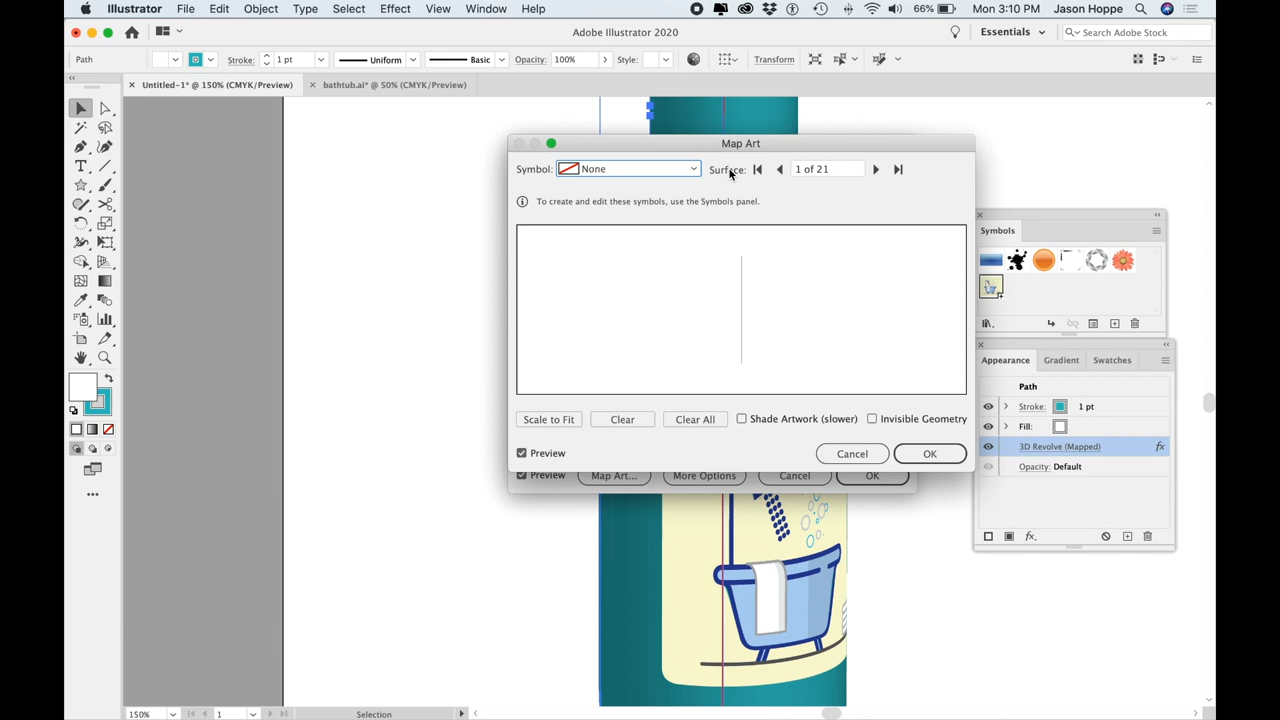 Illustrator File Edit Object Type Select Effect View Window Help 66% Mon 3:10 PM Jason Hoppe
Adobe Illustrator 2020 Essentials Search Adobe Stock
Path Stroke: 1 pt Uniform Basic Opacity: 100% Style: Transform
Untitled-1* @ 150% (CMYK/Preview) bathtub.ai* @ 50% (CMYK/Preview)
Map Art
Symbol: None Surface: 1 of 21
To create and edit these symbols, use the Symbols panel.
Symbols
Scale to Fit Clear Clear All Shade Artwork (slower) Invisible Geometry
Preview Cancel OK
Preview Map Art... More Options Cancel OK
Appearance Gradient Swatches
Path
Stroke: 1 pt
Fill:
3D Revolve (Mapped) fx
Opacity: Default
fx.
150% 1 Selection